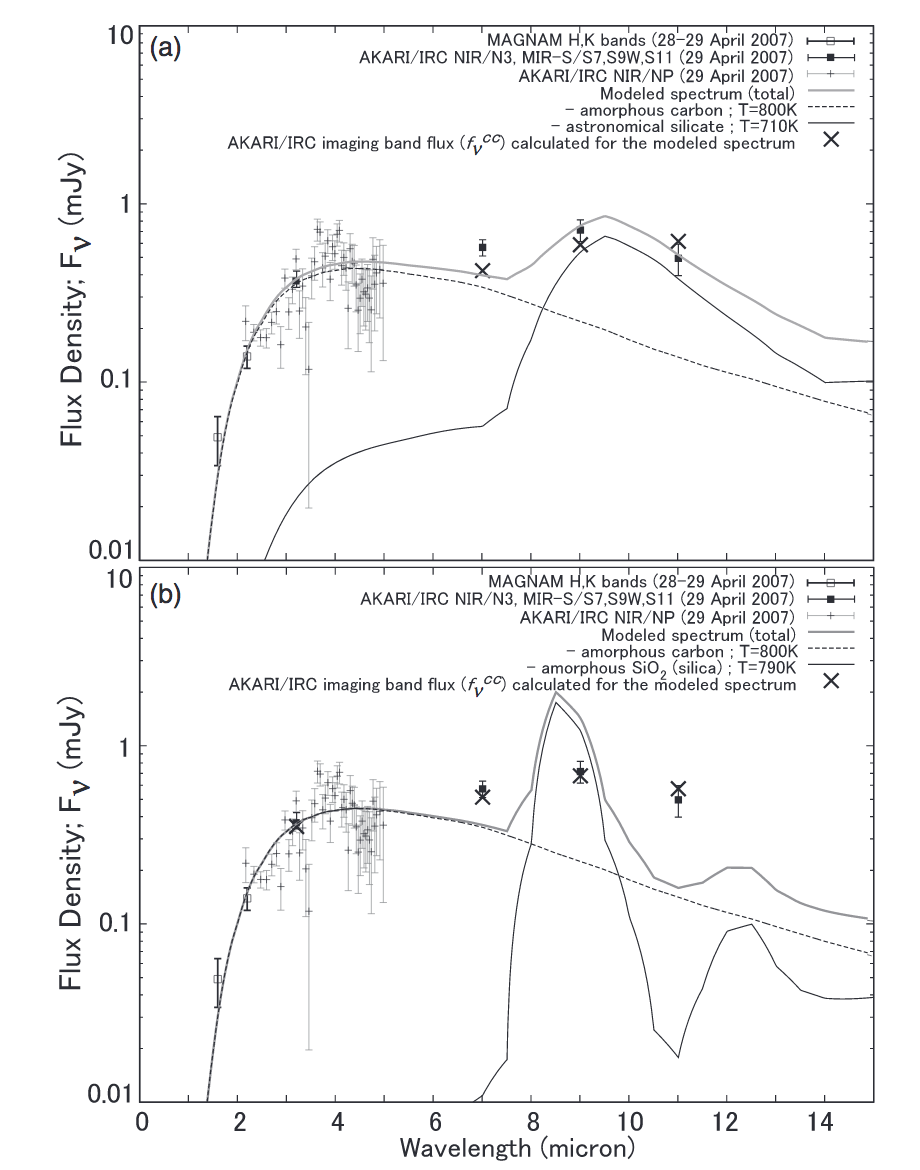 10
(a)
MAGNAM H,K bands (28-29 April 2007)
AKARI/IRC NIR/N3, MIR-S/S7,S9W,S11 (29 April 2007)
AKARI/IRC NIR/NP (29 April 2007)
Modeled spectrum (total)
- amorphous carbon ; T=800K
- astronomical silicate ; T=710K
AKARI/IRC imaging band flux (fν^cc) calculated for the modeled spectrum
Flux Density; Fν (mJy)
1
0.1
0.01
10
(b)
MAGNAM H,K bands (28-29 April 2007)
AKARI/IRC NIR/N3, MIR-S/S7,S9W,S11 (29 April 2007)
AKARI/IRC NIR/NP (29 April 2007)
Modeled spectrum (total)
- amorphous carbon ; T=800K
- amorphous SiO2 (silica) ; T=790K
AKARI/IRC imaging band flux (fν^cc) calculated for the modeled spectrum
Flux Density; Fν (mJy)
1
0.1
0.01
0 2 4 6 8 10 12 14
Wavelength (micron)